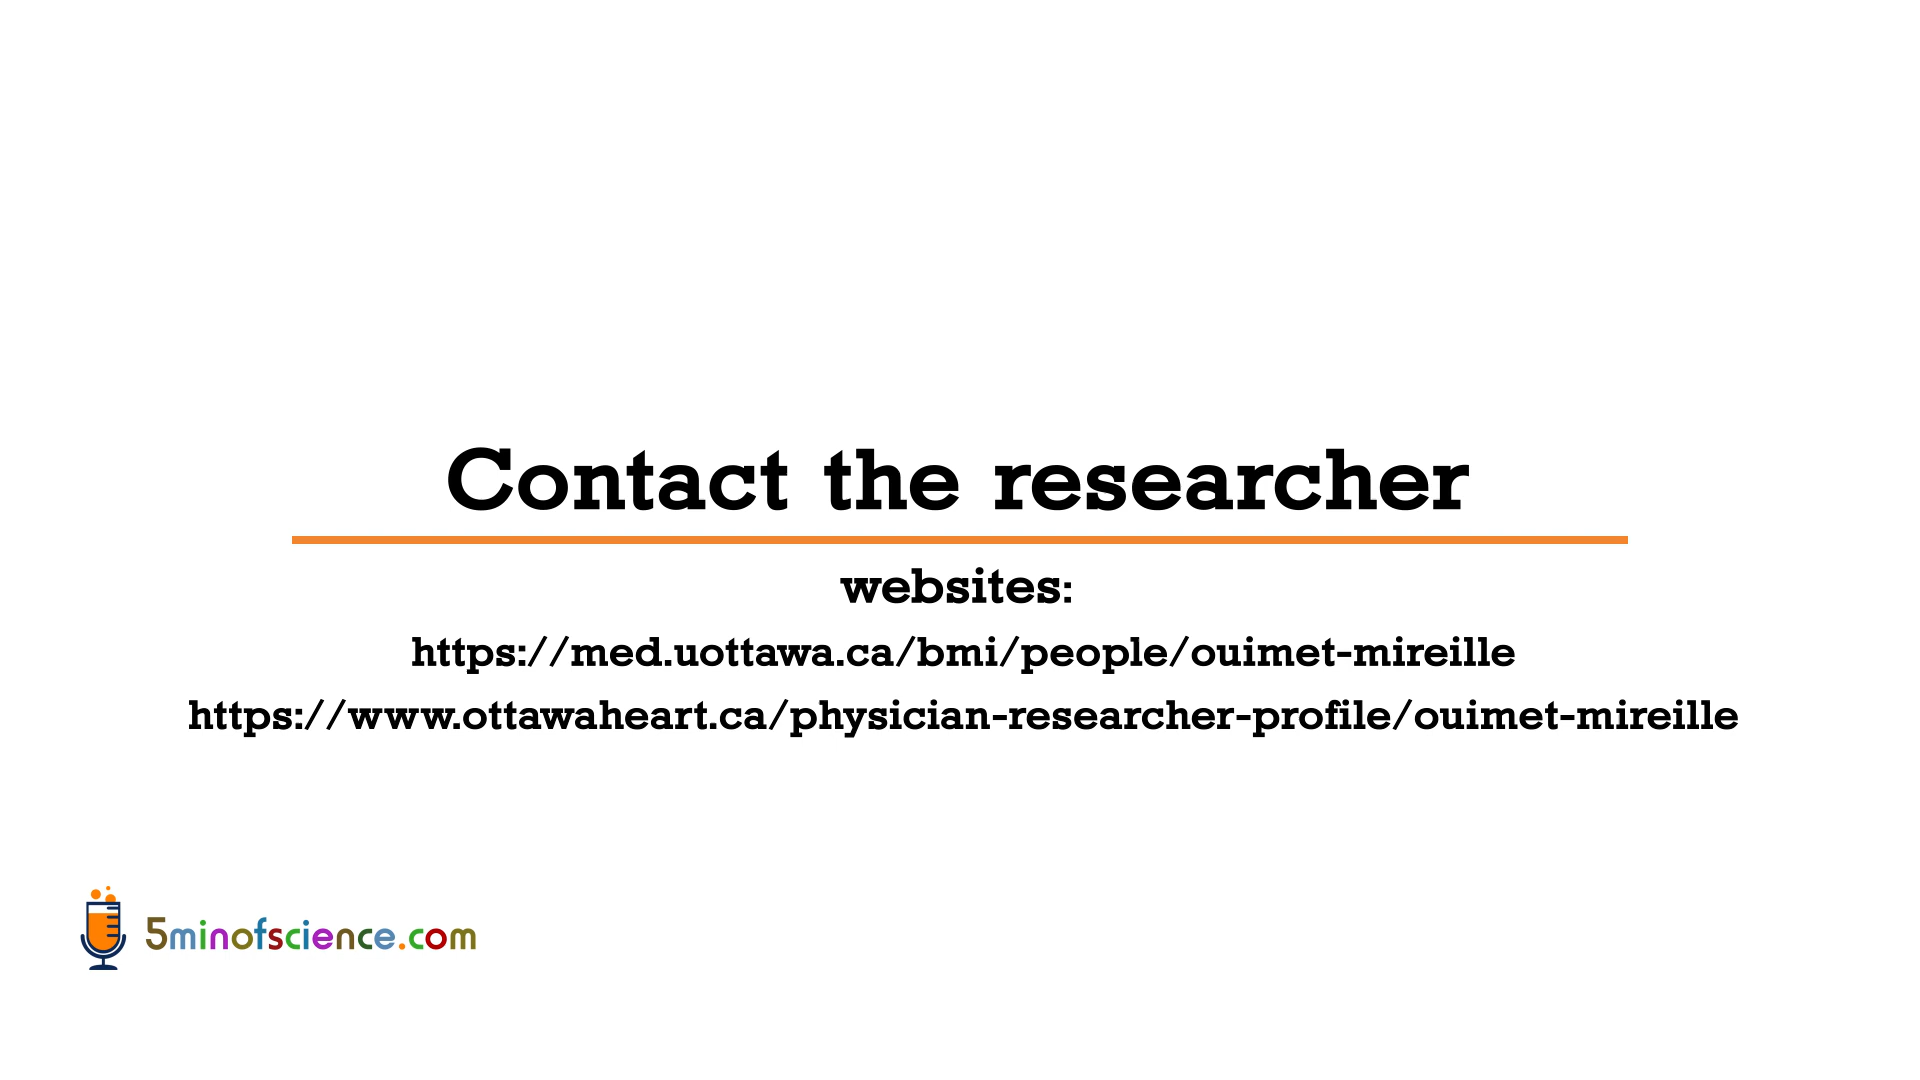 Contact the researcher
websites:
https://med.uottawa.ca/bmi/people/ouimet-mireille
https://www.ottawaheart.ca/physician-researcher-profile/ouimet-mireille
5minofscience.com